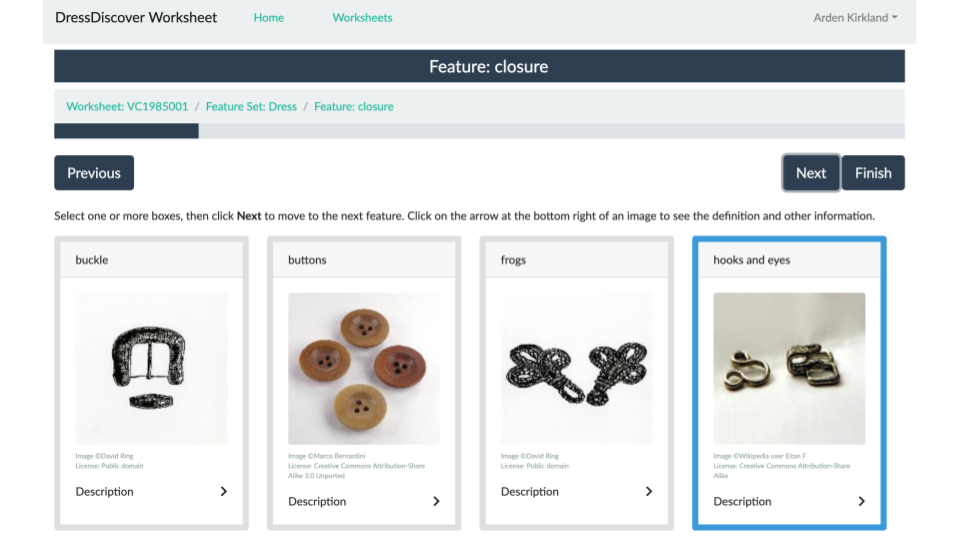 DressDiscover Worksheet Home Worksheets Arden Kirkland
Feature: closure
Worksheet: VC1985001 / Feature Set: Dress / Feature: closure
Previous Next Finish
Select one or more boxes, then click Next to move to the next feature. Click on the arrow at the bottom right of an image to see the definition and other information.
buckle
Image ©David Ring
License: Public domain
Description
buttons
Image ©Marco Bernardini
License: Creative Commons Attribution-Share
Alike 3.0 Unported
Description
frogs
Image ©David Ring
License: Public domain
Description
hooks and eyes
Image ©Wikipedia user Eitan F
License: Creative Commons Attribution-Share
Alike
Description